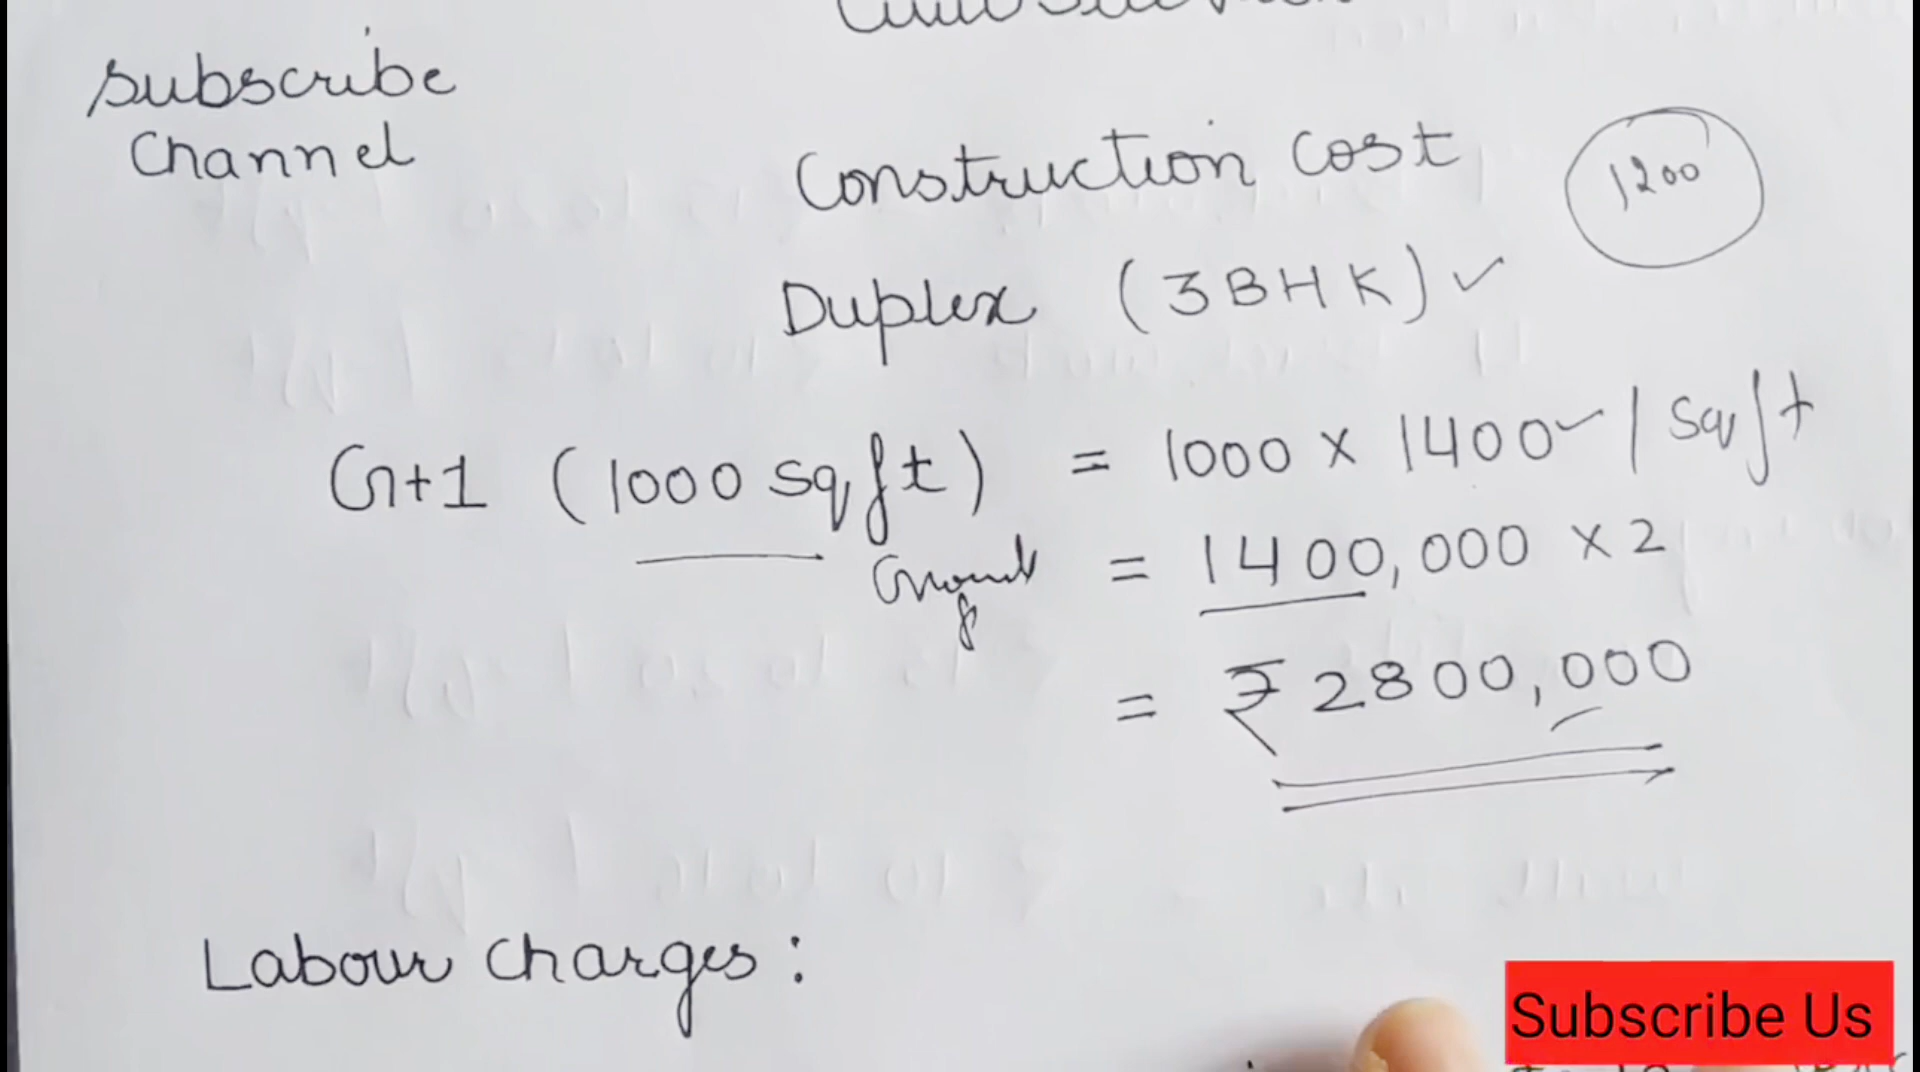 Subscribe
Channel
Construction Cost
1200
Duplex (3BHK) ✓
G+1 (1000 sqft) = 1000 x 1400 / Sqft
= 1400,000 x 2
= ₹ 2800,000
Labour Charges :
Subscribe Us